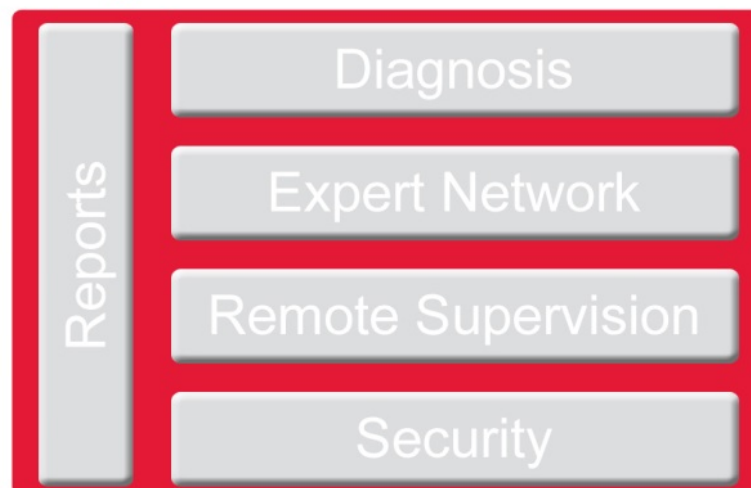 Reports
Diagnosis
Expert Network
Remote Supervision
Security